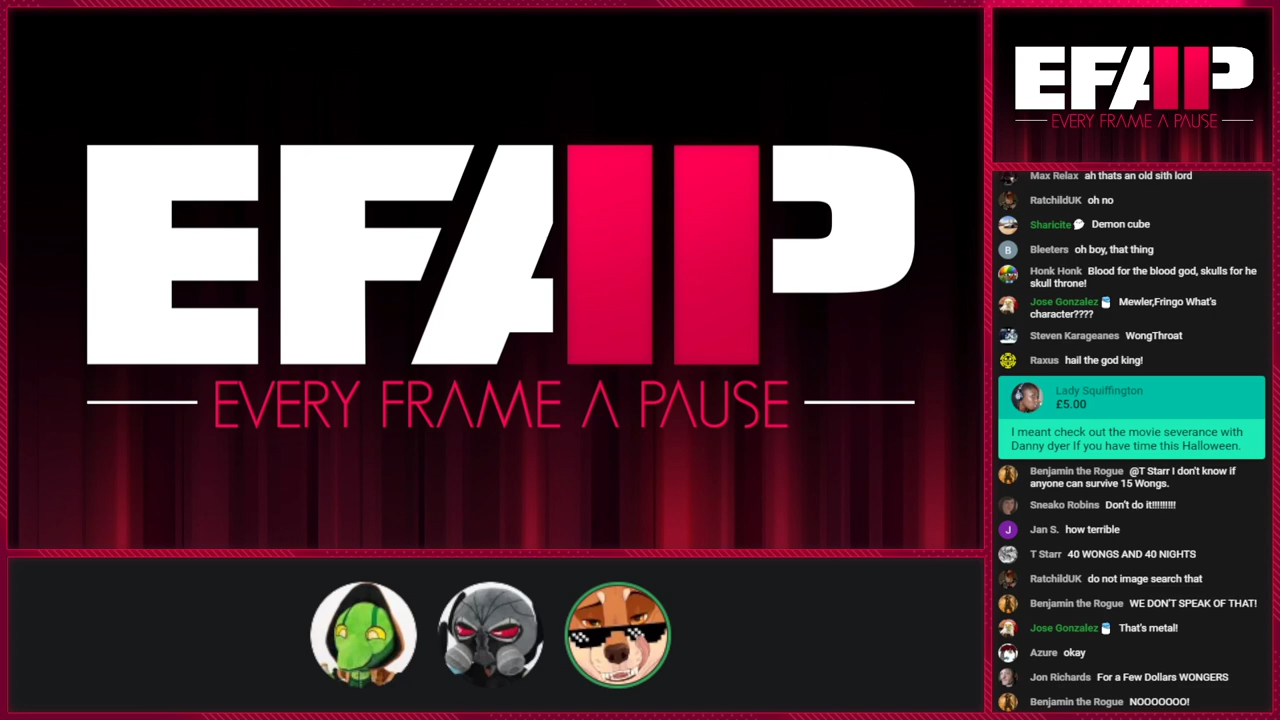 EFAP
EVERY FRAME A PAUSE
EFAP
EVERY FRAME A PAUSE
Max Relax ah thats an old sith lord
RatchildUK oh no
Sharicite Demon cube
B
Bleeters oh boy, that thing
Honk Honk Blood for the blood god, skulls for he
skull throne!
Jose Gonzalez Mewler,Fringo What's
character????
Steven Karageanes WongThroat
Raxus hail the god king!
Lady Squiffington
£5.00
I meant check out the movie severance with
Danny dyer If you have time this Halloween.
Benjamin the Rogue @T Starr I don't know if
anyone can survive 15 Wongs.
Sneako Robins Don't do it!!!!!!!!!
J
Jan S. how terrible
T Starr 40 WONGS AND 40 NIGHTS
RatchildUK do not image search that
Benjamin the Rogue WE DON'T SPEAK OF THAT!
Jose Gonzalez That's metal!
Azure okay
Jon Richards For a Few Dollars WONGERS
Benjamin the Rogue NOOOOOOO!